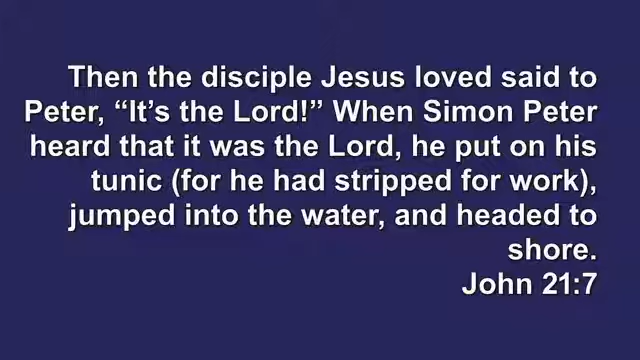 Then the disciple Jesus loved said to
Peter, “It’s the Lord!” When Simon Peter
heard that it was the Lord, he put on his
tunic (for he had stripped for work),
jumped into the water, and headed to
shore.
John 21:7